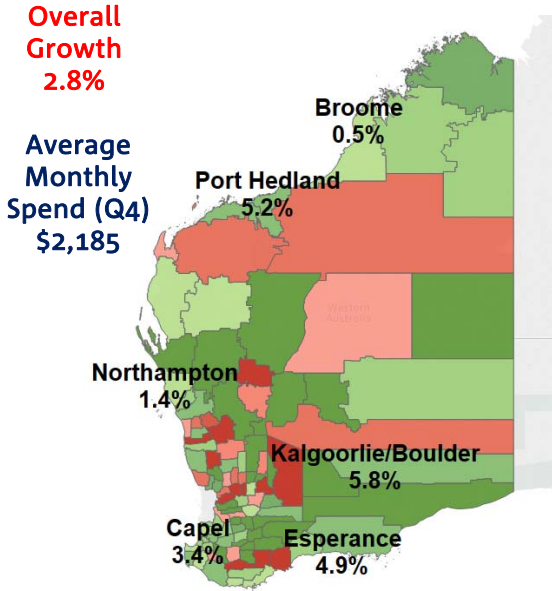 Overall
Growth
2.8%
Average
Monthly
Spend (Q4)
$2,185
Broome
0.5%
Port Hedland
5.2%
Western
Australia
Northampton
1.4%
Kalgoorlie/Boulder
5.8%
Capel
3.4%
Esperance
4.9%